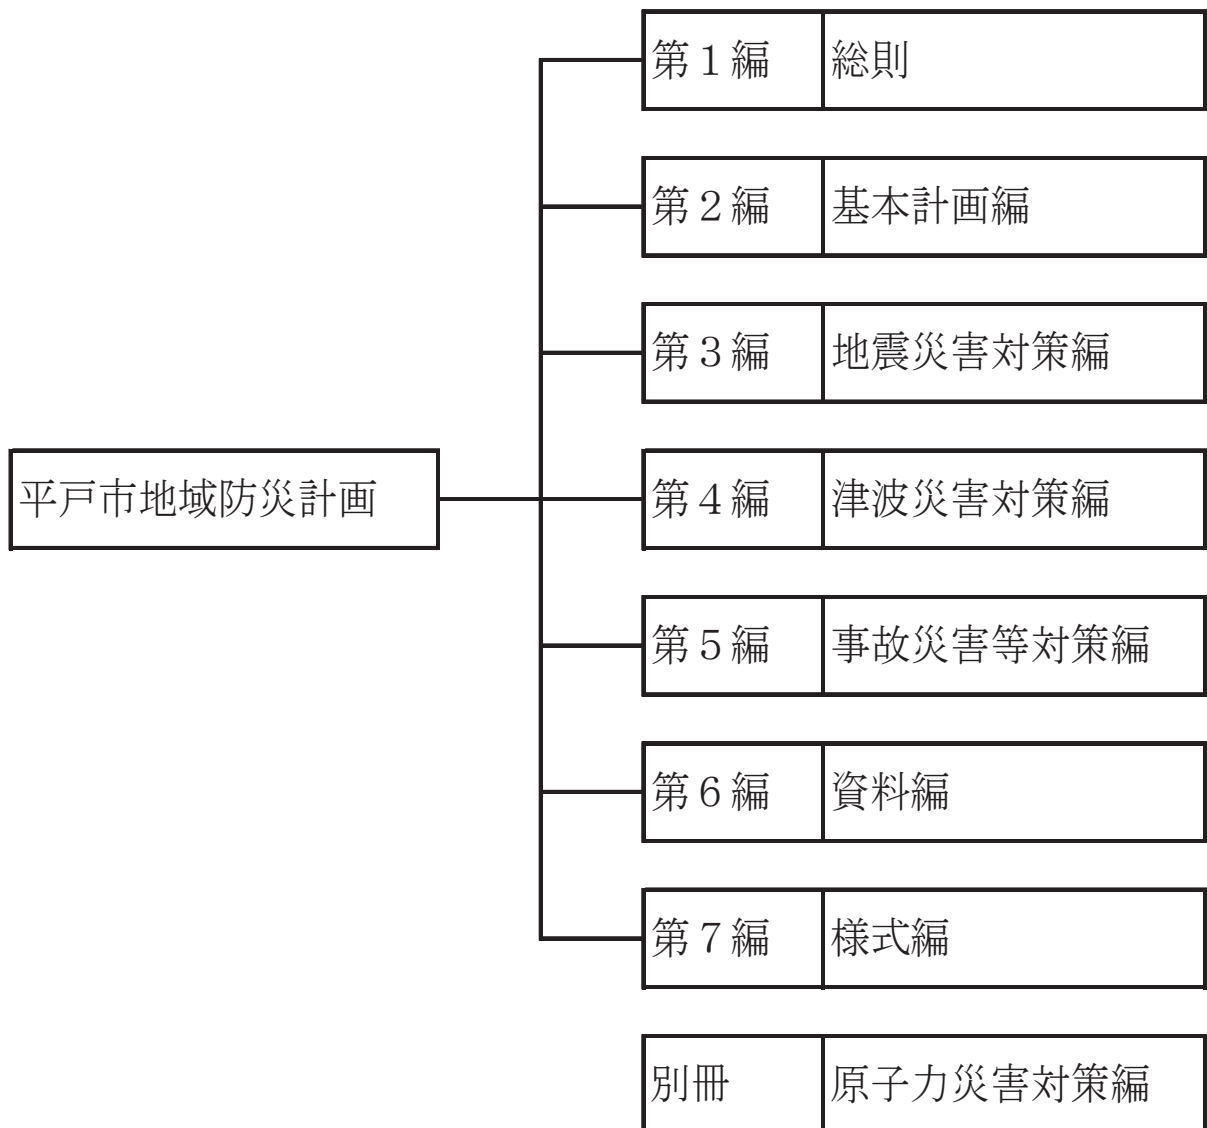 第１編 総則
第２編 基本計画編
第３編 地震災害対策編
平戸市地域防災計画
第４編 津波災害対策編
第５編 事故災害等対策編
第６編 資料編
第７編 様式編
別冊 原子力災害対策編